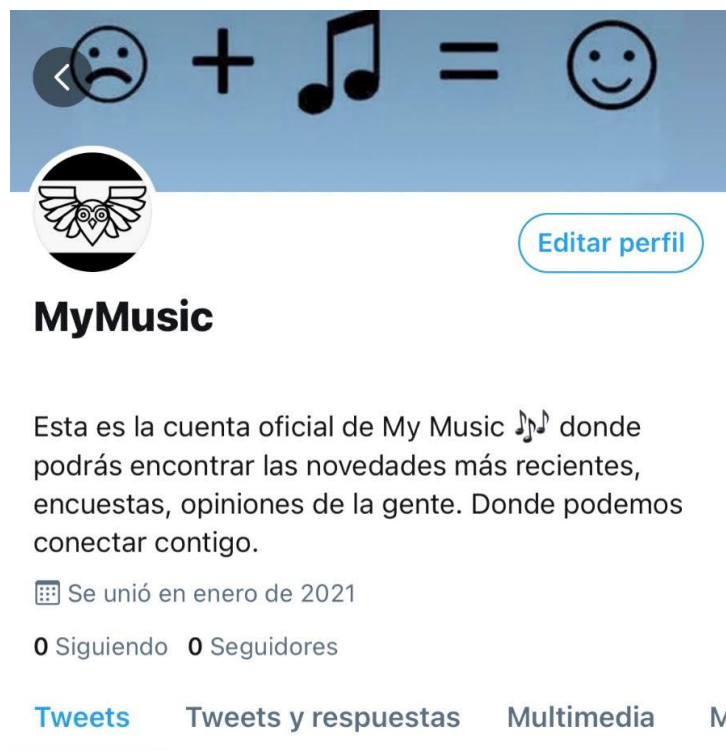 Editar perfil
MyMusic
Esta es la cuenta oficial de My Music 🎶 donde
podrás encontrar las novedades más recientes,
encuestas, opiniones de la gente. Donde podemos
conectar contigo.
Se unió en enero de 2021
0 Siguiendo 0 Seguidores
Tweets Tweets y respuestas Multimedia M